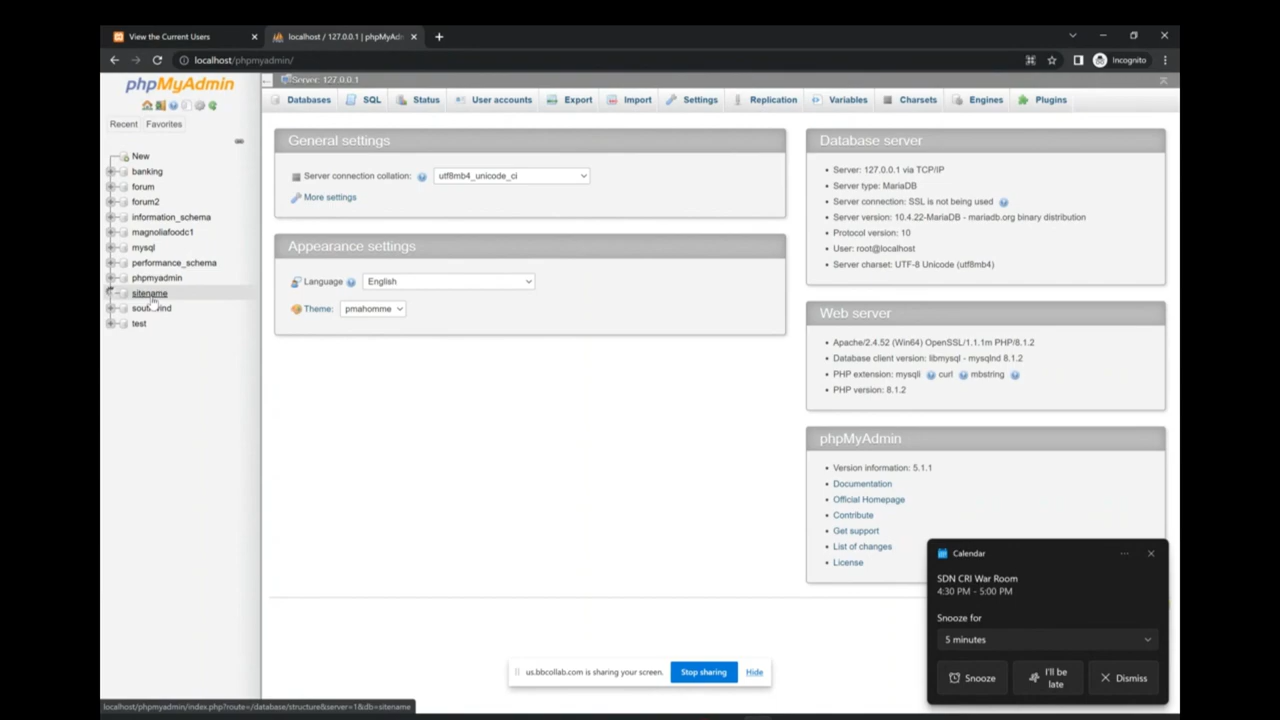 View the Current Users
localhost / 127.0.0.1 | phpMyAd
localhost/phpmyadmin/
Incognito
phpMyAdmin
Recent
Favorites
New
banking
forum
forum2
information_schema
magnoliafoodc1
mysql
performance_schema
phpmyadmin
sitename
test
Server: 127.0.0.1
Databases
SQL
Status
User accounts
Export
Import
Settings
Replication
Variables
Charsets
Engines
Plugins
General settings
Server connection collation:
utf8mb4_unicode_ci
More settings
Appearance settings
Language
English
Theme:
pmahomme
Database server
Server: 127.0.0.1 via TCP/IP
Server type: MariaDB
Server connection: SSL is not being used
Server version: 10.4.22-MariaDB - mariadb.org binary distribution
Protocol version: 10
User: root@localhost
Server charset: UTF-8 Unicode (utf8mb4)
Web server
Apache/2.4.52 (Win64) OpenSSL/1.1.1m PHP/8.1.2
Database client version: libmysql - mysqlnd 8.1.2
PHP extension: mysqli curl mbstring
PHP version: 8.1.2
phpMyAdmin
Version information: 5.1.1
Documentation
Official Homepage
Contribute
Get support
List of changes
License
Calendar
SDN CRI War Room
4:30 PM - 5:00 PM
Snooze for
5 minutes
Snooze
I'll be
late
Dismiss
us.bbcollab.com is sharing your screen.
Stop sharing
Hide
localhost/phpmyadmin/index.php?route=/database/structure&server=1&db=sitename